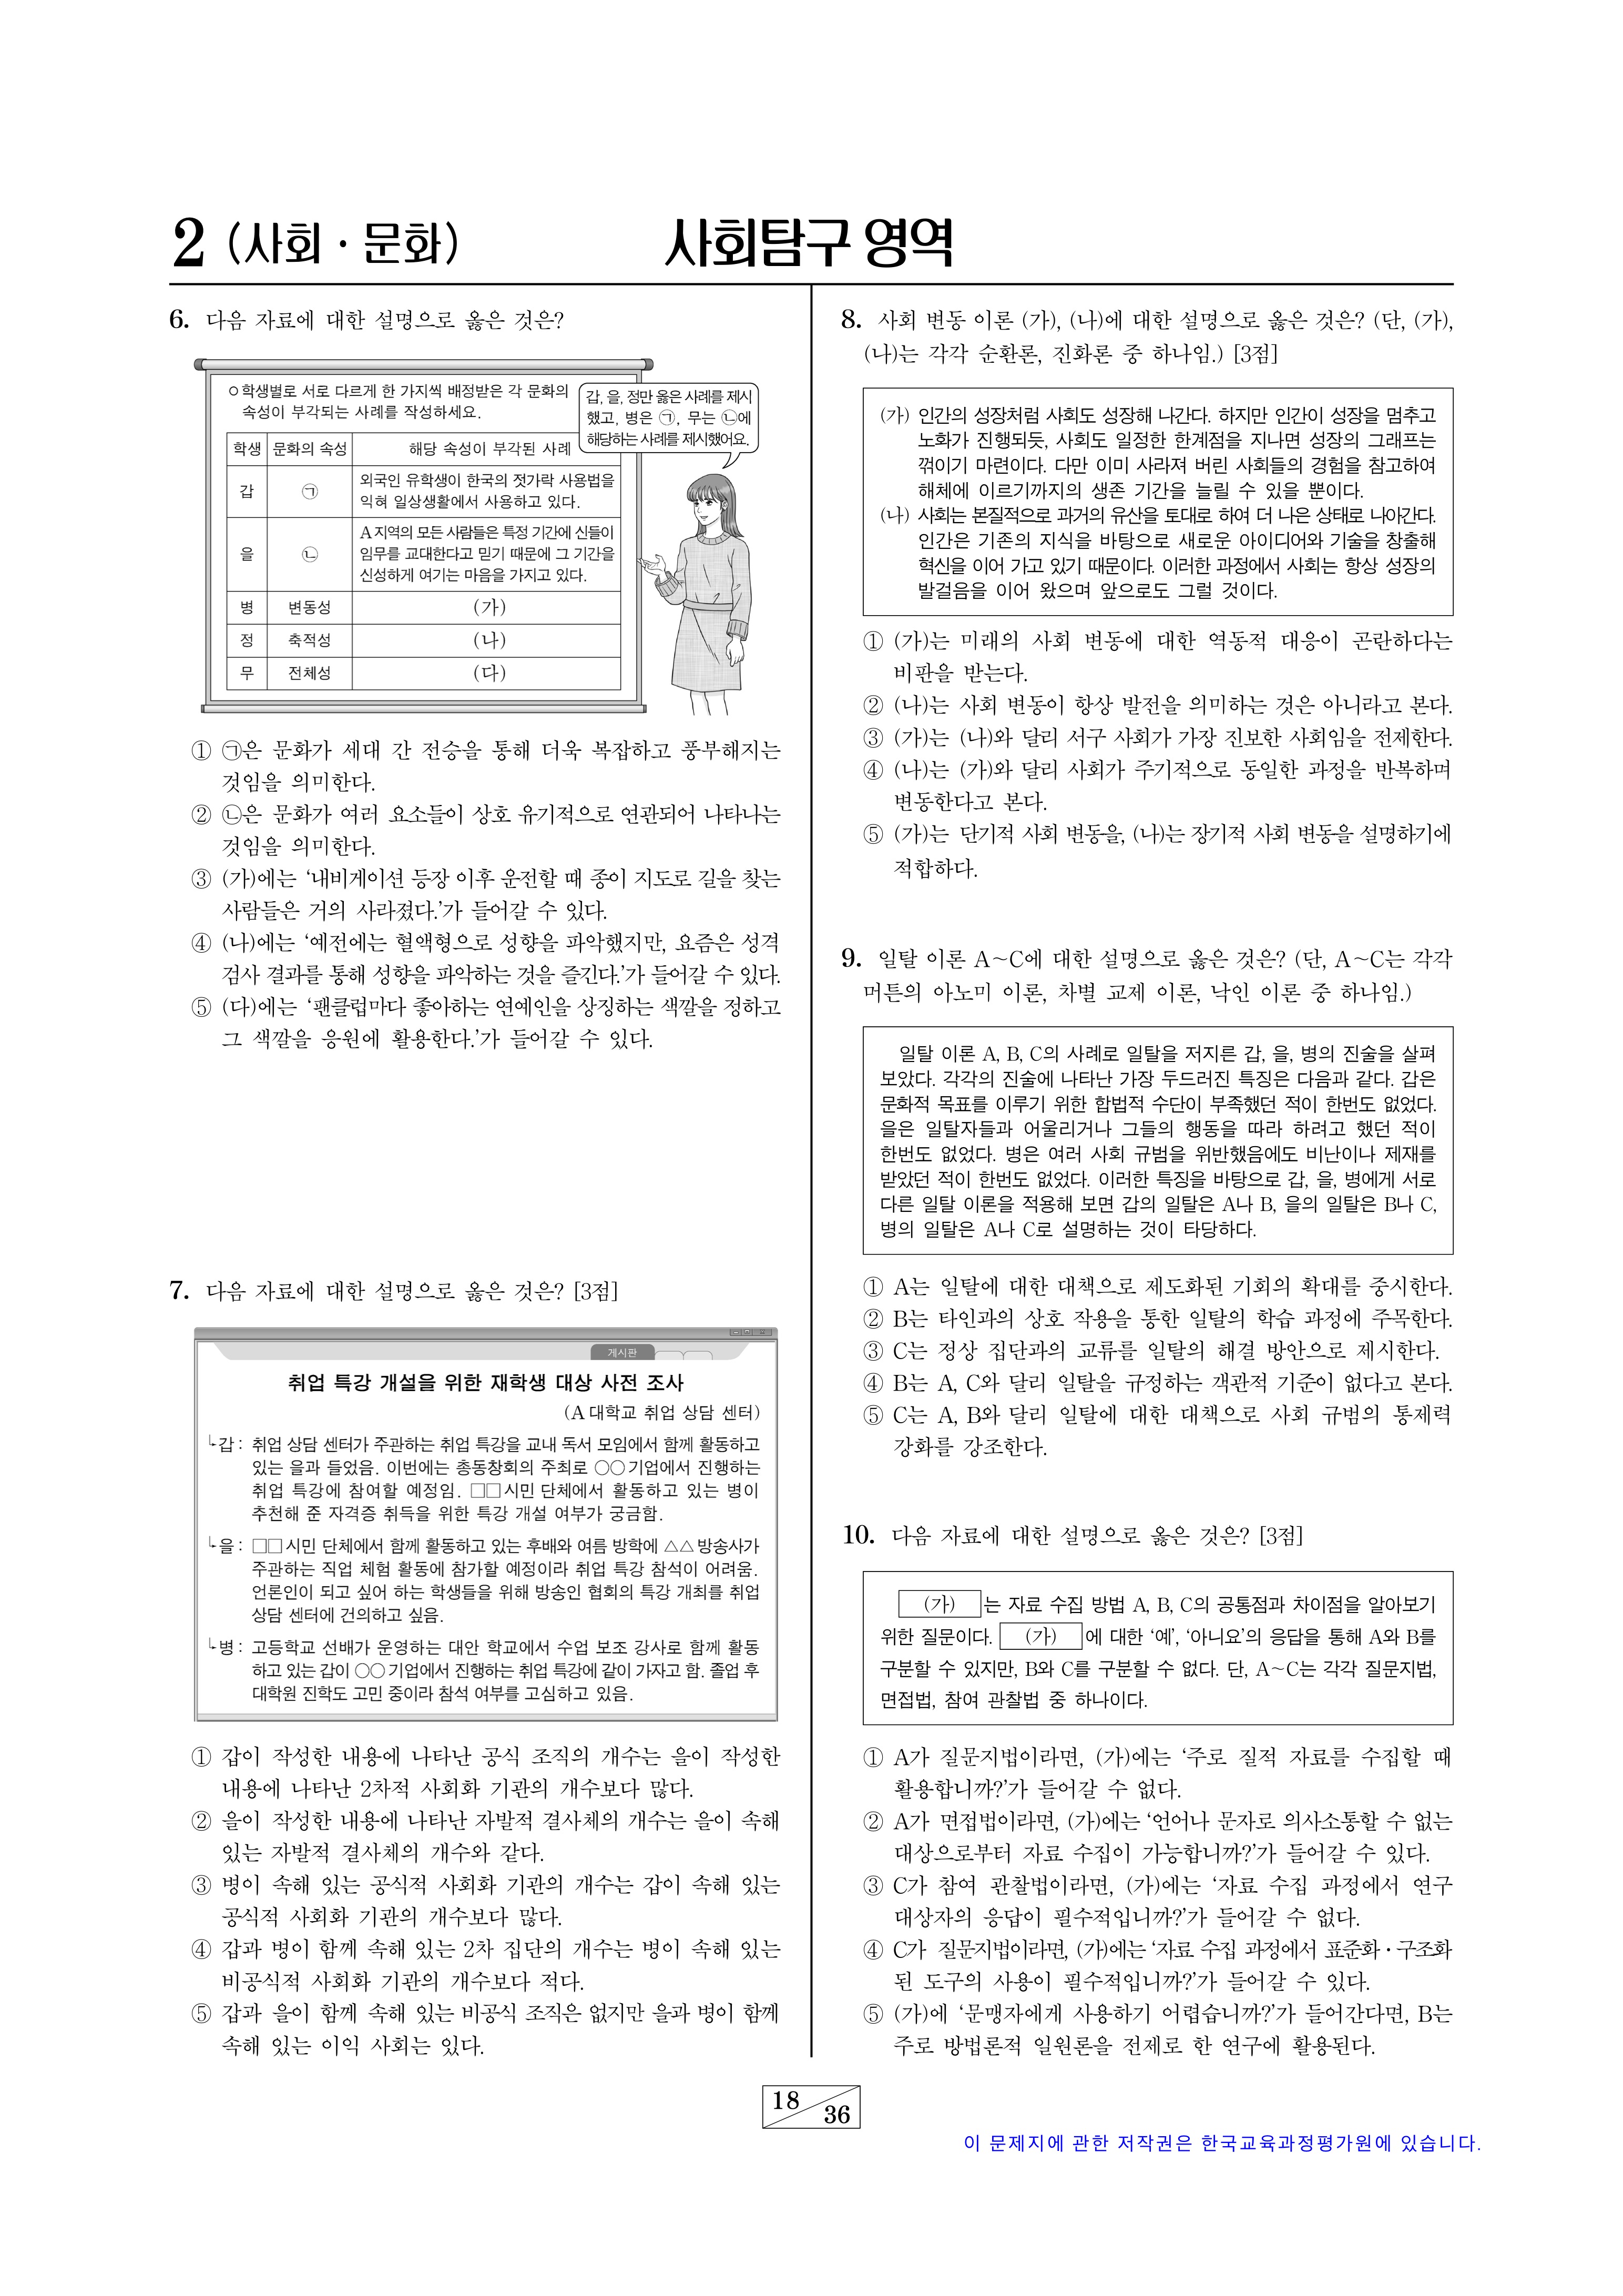 2 (사회 · 문화)
사회탐구 영역
6. 다음 자료에 대한 설명으로 옳은 것은?
○ 학생별로 서로 다르게 한 가지씩 배정받은 각 문화의
속성이 부각되는 사례를 작성하세요.
갑, 을, 정만 옳은 사례를 제시
했고, 병은 ㉠, 무는 ㉡에
해당하는 사례를 제시했어요.
학생 문화의 속성 해당 속성이 부각된 사례
갑 ㉠ 외국인 유학생이 한국의 젓가락 사용법을
익혀 일상생활에서 사용하고 있다.
을 ㉡ A 지역의 모든 사람들은 특정 기간에 신들이
임무를 교대한다고 믿기 때문에 그 기간을
신성하게 여기는 마음을 가지고 있다.
병 변동성 (가)
정 축적성 (나)
무 전체성 (다)
① ㉠은 문화가 세대 간 전승을 통해 더욱 복잡하고 풍부해지는
것임을 의미한다.
② ㉡은 문화가 여러 요소들이 상호 유기적으로 연관되어 나타나는
것임을 의미한다.
③ (가)에는 ‘내비게이션 등장 이후 운전할 때 종이 지도로 길을 찾는
사람들은 거의 사라졌다.’가 들어갈 수 있다.
④ (나)에는 ‘예전에는 혈액형으로 성향을 파악했지만, 요즘은 성격
검사 결과를 통해 성향을 파악하는 것을 즐긴다.’가 들어갈 수 있다.
⑤ (다)에는 ‘팬클럽마다 좋아하는 연예인을 상징하는 색깔을 정하고
그 색깔을 응원에 활용한다.’가 들어갈 수 있다.
7. 다음 자료에 대한 설명으로 옳은 것은? [3점]
게시판
취업 특강 개설을 위한 재학생 대상 사전 조사
(A 대학교 취업 상담 센터)
갑 : 취업 상담 센터가 주관하는 취업 특강을 교내 독서 모임에서 함께 활동하고
있는 을과 들었음. 이번에는 총동창회의 주최로 ○○ 기업에서 진행하는
취업 특강에 참여할 예정임. □□ 시민 단체에서 활동하고 있는 병이
추천해 준 자격증 취득을 위한 특강 개설 여부가 궁금함.
을 : □□ 시민 단체에서 함께 활동하고 있는 후배와 여름 방학에 △△ 방송사가
주관하는 직업 체험 활동에 참가할 예정이라 취업 특강 참석이 어려움.
언론인이 되고 싶어 하는 학생들을 위해 방송인 협회의 특강 개최를 취업
상담 센터에 건의하고 싶음.
병 : 고등학교 선배가 운영하는 대안 학교에서 수업 보조 강사로 함께 활동
하고 있는 갑이 ○○ 기업에서 진행하는 취업 특강에 같이 가자고 함. 졸업 후
대학원 진학도 고민 중이라 참석 여부를 고심하고 있음.
① 갑이 작성한 내용에 나타난 공식 조직의 개수는 을이 작성한
내용에 나타난 2차적 사회화 기관의 개수보다 많다.
② 을이 작성한 내용에 나타난 자발적 결사체의 개수는 을이 속해
있는 자발적 결사체의 개수와 같다.
③ 병이 속해 있는 공식적 사회화 기관의 개수는 갑이 속해 있는
공식적 사회화 기관의 개수보다 많다.
④ 갑과 병이 함께 속해 있는 2차 집단의 개수는 병이 속해 있는
비공식적 사회화 기관의 개수보다 적다.
⑤ 갑과 을이 함께 속해 있는 비공식 조직은 없지만 을과 병이 함께
속해 있는 이익 사회는 있다.
8. 사회 변동 이론 (가), (나)에 대한 설명으로 옳은 것은? (단, (가),
(나)는 각각 순환론, 진화론 중 하나임.) [3점]
(가) 인간의 성장처럼 사회도 성장해 나간다. 하지만 인간이 성장을 멈추고
노화가 진행되듯, 사회도 일정한 한계점을 지나면 성장의 그래프는
꺾이기 마련이다. 다만 이미 사라져 버린 사회들의 경험을 참고하여
해체에 이르기까지의 생존 기간을 늘릴 수 있을 뿐이다.
(나) 사회는 본질적으로 과거의 유산을 토대로 하여 더 나은 상태로 나아간다.
인간은 기존의 지식을 바탕으로 새로운 아이디어와 기술을 창출해
혁신을 이어 가고 있기 때문이다. 이러한 과정에서 사회는 항상 성장의
발걸음을 이어 왔으며 앞으로도 그럴 것이다.
① (가)는 미래의 사회 변동에 대한 역동적 대응이 곤란하다는
비판을 받는다.
② (나)는 사회 변동이 항상 발전을 의미하는 것은 아니라고 본다.
③ (가)는 (나)와 달리 서구 사회가 가장 진보한 사회임을 전제한다.
④ (나)는 (가)와 달리 사회가 주기적으로 동일한 과정을 반복하며
변동한다고 본다.
⑤ (가)는 단기적 사회 변동을, (나)는 장기적 사회 변동을 설명하기에
적합하다.
9. 일탈 이론 A~C에 대한 설명으로 옳은 것은? (단, A~C는 각각
머튼의 아노미 이론, 차별 교제 이론, 낙인 이론 중 하나임.)
일탈 이론 A, B, C의 사례로 일탈을 저지른 갑, 을, 병의 진술을 살펴
보았다. 각각의 진술에 나타난 가장 두드러진 특징은 다음과 같다. 갑은
문화적 목표를 이루기 위한 합법적 수단이 부족했던 적이 한번도 없었다.
을은 일탈자들과 어울리거나 그들의 행동을 따라 하려고 했던 적이
한번도 없었다. 병은 여러 사회 규범을 위반했음에도 비난이나 제재를
받았던 적이 한번도 없었다. 이러한 특징을 바탕으로 갑, 을, 병에게 서로
다른 일탈 이론을 적용해 보면 갑의 일탈은 A나 B, 을의 일탈은 B나 C,
병의 일탈은 A나 C로 설명하는 것이 타당하다.
① A는 일탈에 대한 대책으로 제도화된 기회의 확대를 중시한다.
② B는 타인과의 상호 작용을 통한 일탈의 학습 과정에 주목한다.
③ C는 정상 집단과의 교류를 일탈의 해결 방안으로 제시한다.
④ B는 A, C와 달리 일탈을 규정하는 객관적 기준이 없다고 본다.
⑤ C는 A, B와 달리 일탈에 대한 대책으로 사회 규범의 통제력
강화를 강조한다.
10. 다음 자료에 대한 설명으로 옳은 것은? [3점]
(가) 는 자료 수집 방법 A, B, C의 공통점과 차이점을 알아보기
위한 질문이다. (가) 에 대한 ‘예’, ‘아니요’의 응답을 통해 A와 B를
구분할 수 있지만, B와 C를 구분할 수 없다. 단, A~C는 각각 질문지법,
면접법, 참여 관찰법 중 하나이다.
① A가 질문지법이라면, (가)에는 ‘주로 질적 자료를 수집할 때
활용합니까?’가 들어갈 수 없다.
② A가 면접법이라면, (가)에는 ‘언어나 문자로 의사소통할 수 없는
대상으로부터 자료 수집이 가능합니까?’가 들어갈 수 있다.
③ C가 참여 관찰법이라면, (가)에는 ‘자료 수집 과정에서 연구
대상자의 응답이 필수적입니까?’가 들어갈 수 없다.
④ C가 질문지법이라면, (가)에는 ‘자료 수집 과정에서 표준화·구조화
된 도구의 사용이 필수적입니까?’가 들어갈 수 있다.
⑤ (가)에 ‘문맹자에게 사용하기 어렵습니까?’가 들어간다면, B는
주로 방법론적 일원론을 전제로 한 연구에 활용된다.
18 36
이 문제지에 관한 저작권은 한국교육과정평가원에 있습니다.